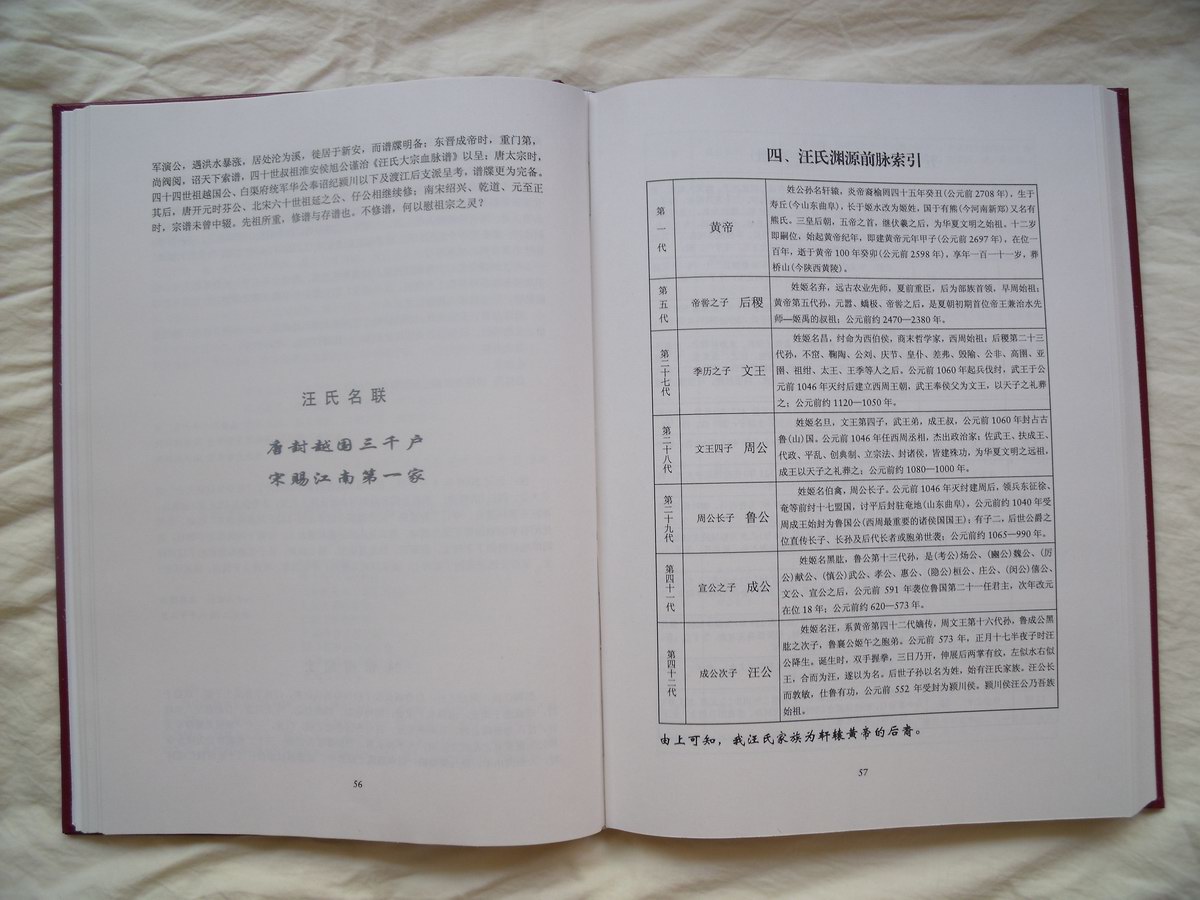 军演公，遇洪水暴涨，居处沦为溪，徙居于新安，而谱牒明备；东晋成帝时，重门第，
尚阀阅，诏天下索谱，四十世叔祖淮安侯旭公谨治《汪氏大宗血脉谱》以呈；唐太宗时，
四十四世祖越国公、白渠府统军华公奉诏纪颍川以下及渡江后支派呈考，谱牒更为完备。
其后，唐开元时芬公、北宋六十世祖延之公、仔公相继续修；南宋绍兴、乾道、元至正
时，宗谱未曾中辍。先祖所重，修谱与存谱也。不修谱，何以慰祖宗之灵？
汪氏名联
唐封越国三千户
宋赐江南第一家
56
四、汪氏渊源前脉索引
第一代
黄帝
姓公孙名轩辕，炎帝裔榆罔四十五年癸丑(公元前2708年)，生于
寿丘(今山东曲阜)，长于姬水改为姬姓，国于有熊(今河南新郑)又名有
熊氏。三皇后朝，五帝之首，继伏羲之后，为华夏文明之始祖。十二岁
即嗣位，始起黄帝纪年，即建黄帝元年甲子(公元前2697年)，在位一
百年，逝于黄帝100年癸卯(公元前2598年)，享年一百一十一岁，葬
桥山(今陕西黄陵)。
第五代
帝喾之子 后稷
姓姬名弃，远古农业先师，夏前重臣，后为部族首领，早周始祖；
黄帝第五代孙，元嚣、蟜极、帝喾之后，是夏朝初期首位帝王兼治水先
师—姬禹的叔祖；公元前约2470—2380年。
第二十七代
季历之子 文王
姓姬名昌，纣命为西伯侯，商末哲学家，西周始祖；后稷第二十三
代孙，不窋、鞠陶、公刘、庆节、皇仆、差弗、毁隃、公非、高圉、亚
圉、祖绀、太王、王季等人之后。公元前1060年起兵伐纣，武王于公
元前1046年灭纣后建立西周王朝，武王奉侯父为文王，以天子之礼葬
之；公元前约1120—1050年。
第二十八代
文王四子 周公
姓姬名旦，文王第四子，武王弟，成王叔，公元前1060年封占古
鲁(山)国。公元前1046年任西周丞相，杰出政治家；佐武王、扶成王、
代政、平乱、创典制、立宗法、封诸侯，皆建殊功，为华夏文明之远祖，
成王以天子之礼葬之；公元前约1080—1000年。
第二十九代
周公长子 鲁公
姓姬名伯禽，周公长子。公元前1046年灭纣建周后，领兵东征徐、
奄等前纣十七盟国，讨平后封驻奄地(山东曲阜)，公元前约1040年受
周成王始封为鲁国公(西周最重要的诸侯国国王)；有子二，后世公爵之
位直传长子、长孙及后代长者或胞弟世袭；公元前约1065—990年。
第四十一代
宣公之子 成公
姓姬名黑肱，鲁公第十三代孙，是(考公)炀公、(幽公)魏公、(厉
公)献公、(慎公)武公、孝公、惠公、(隐公)桓公、庄公、(闵公)僖公、
文公、宣公之后，公元前591年袭位鲁国第二十一任君主，次年改元
在位18年；公元前约620—573年。
第四十二代
成公次子 汪公
姓姬名汪，系黄帝第四十二代嫡传，周文王第十六代孙，鲁成公黑
肱之次子，鲁襄公姬午之胞弟。公元前573年，正月十七半夜子时汪
公降生。诞生时，双手握拳，三日乃开，伸展后两掌有纹，左似水右似
王，合而为汪，遂以为名。后世子孙以名为姓，始有汪氏家族。汪公长
而敦敏，仕鲁有功，公元前552年受封为颍川侯。颍川侯汪公乃吾族
始祖。
由上可知，我汪氏家族为轩辕黄帝的后裔。
57